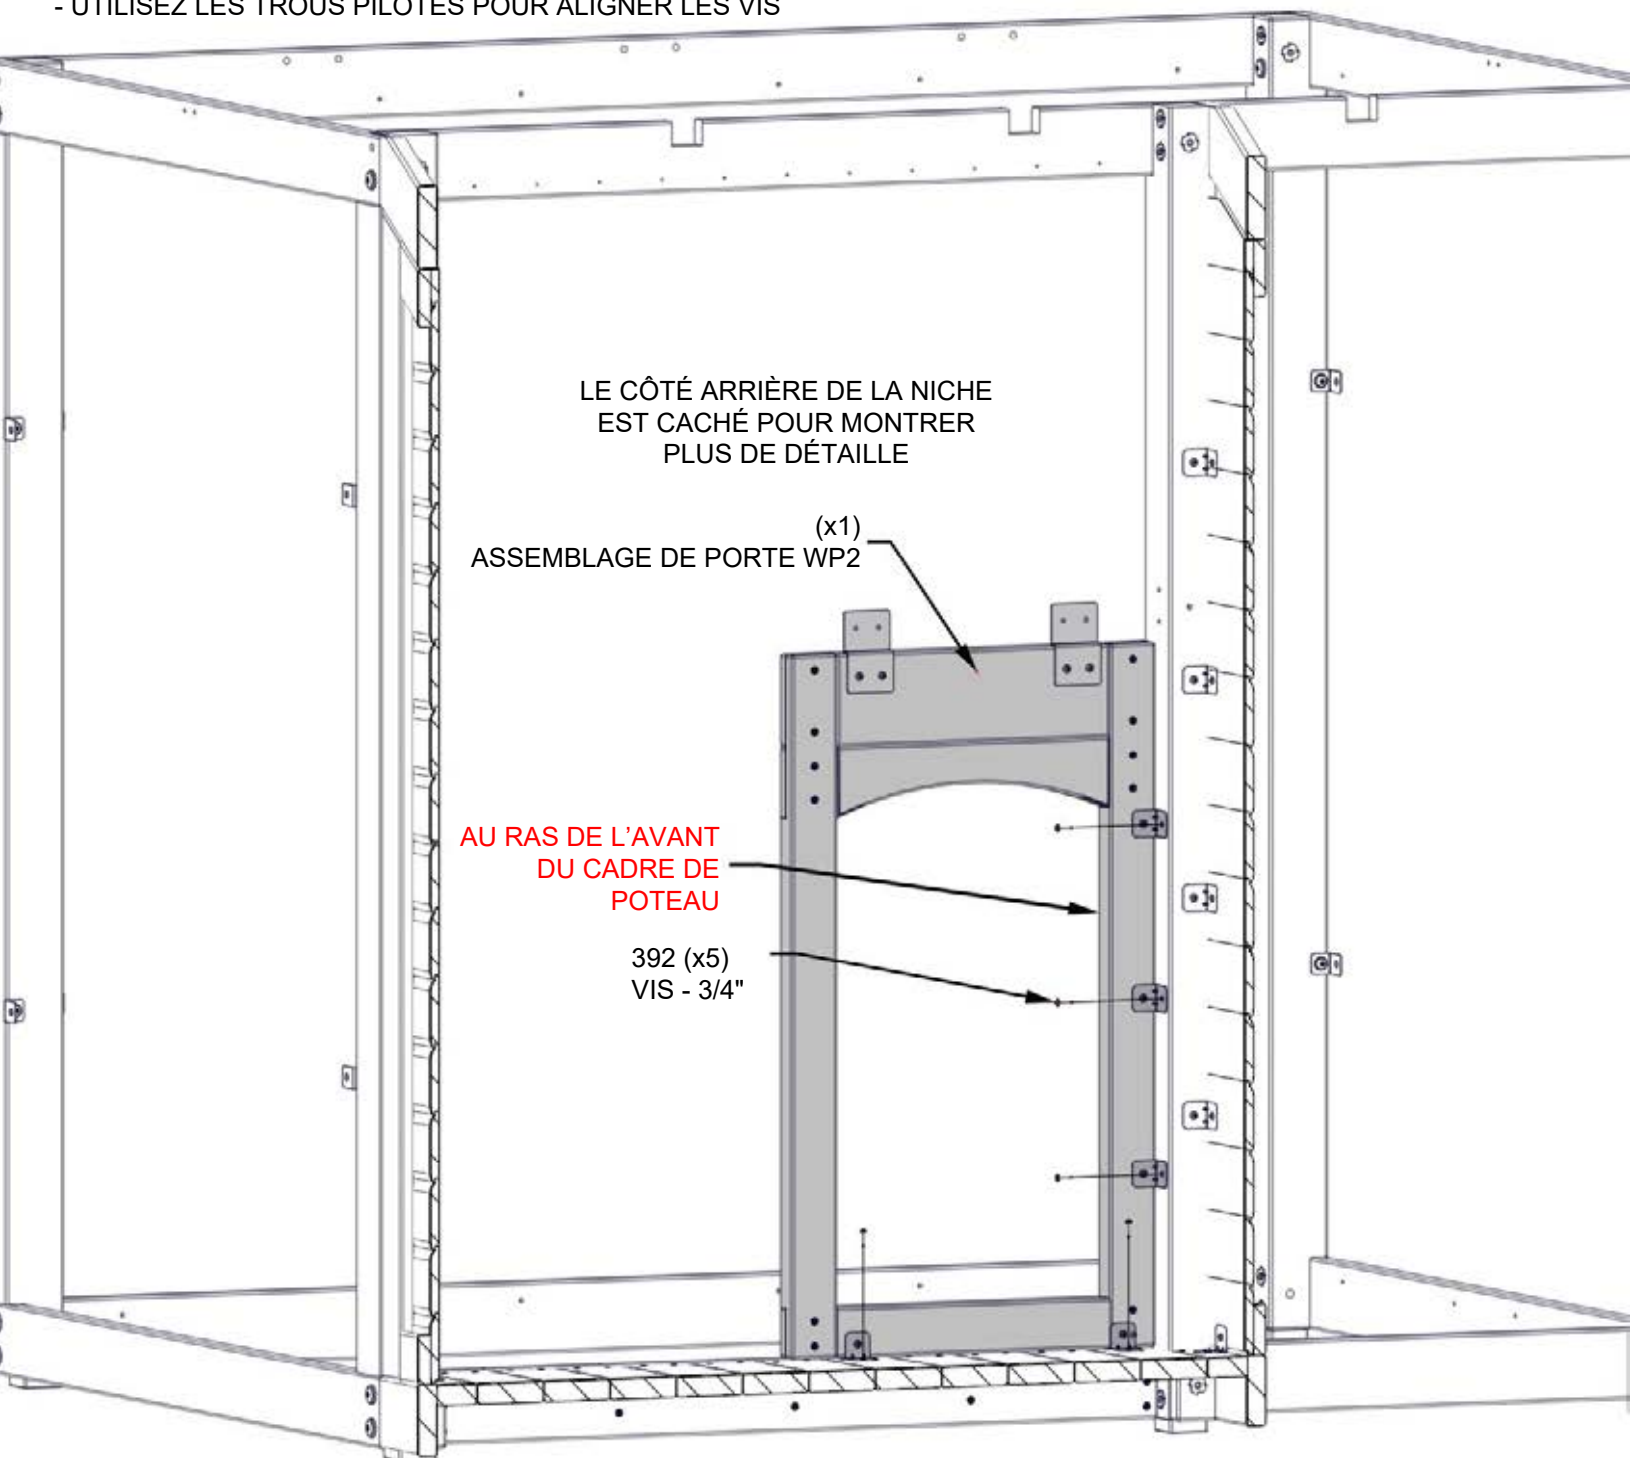 - UTILISEZ LES TROUS PILOTES POUR ALIGNER LES VIS
LE CÔTÉ ARRIÈRE DE LA NICHE
EST CACHÉ POUR MONTRER
PLUS DE DÉTAILLE
(x1)
ASSEMBLAGE DE PORTE WP2
AU RAS DE L'AVANT
DU CADRE DE
POTEAU
392 (x5)
VIS - 3/4"